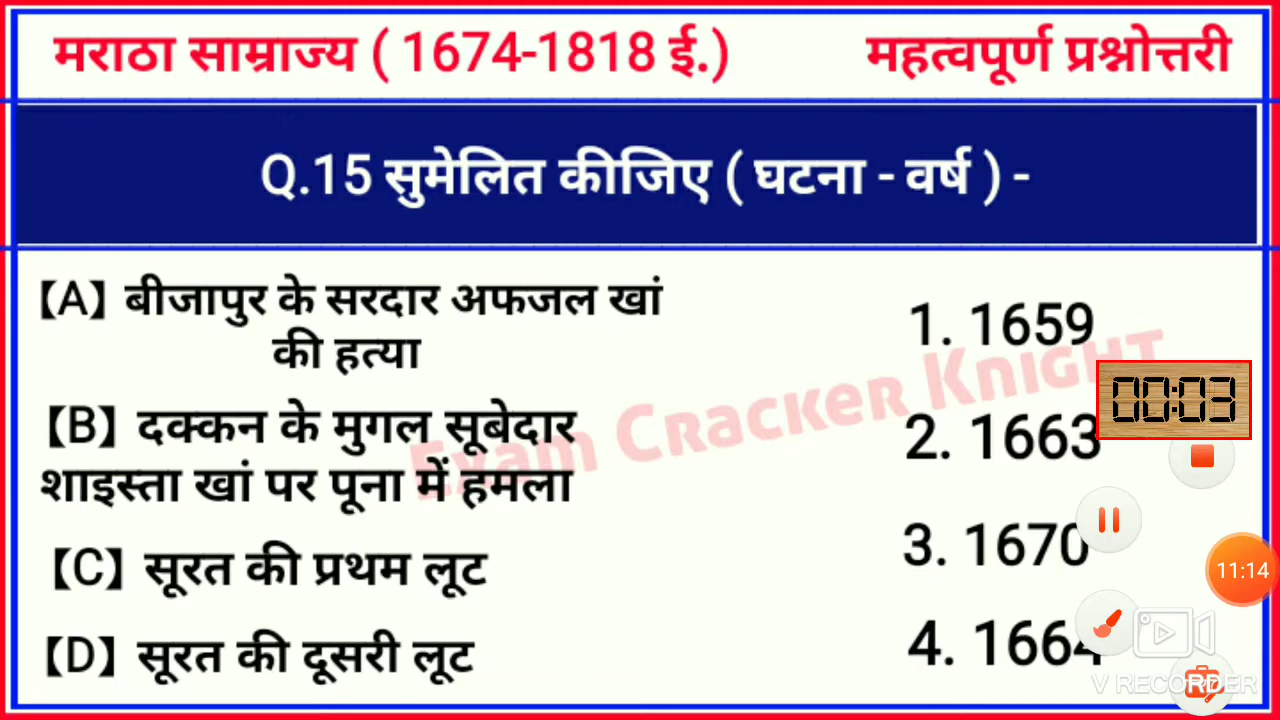 मराठा साम्राज्य ( 1674-1818 ई.) महत्वपूर्ण प्रश्नोत्तरी
Q.15 सुमेलित कीजिए ( घटना - वर्ष ) -
【A】 बीजापुर के सरदार अफजल खां
की हत्या
1. 1659
【B】 दक्कन के मुगल सूबेदार
शाइस्ता खां पर पूना में हमला
2. 1663
【C】 सूरत की प्रथम लूट
3. 1670
【D】 सूरत की दूसरी लूट
4. 1664
Exam Cracker Knight
00:03
11:14
V RECORDER